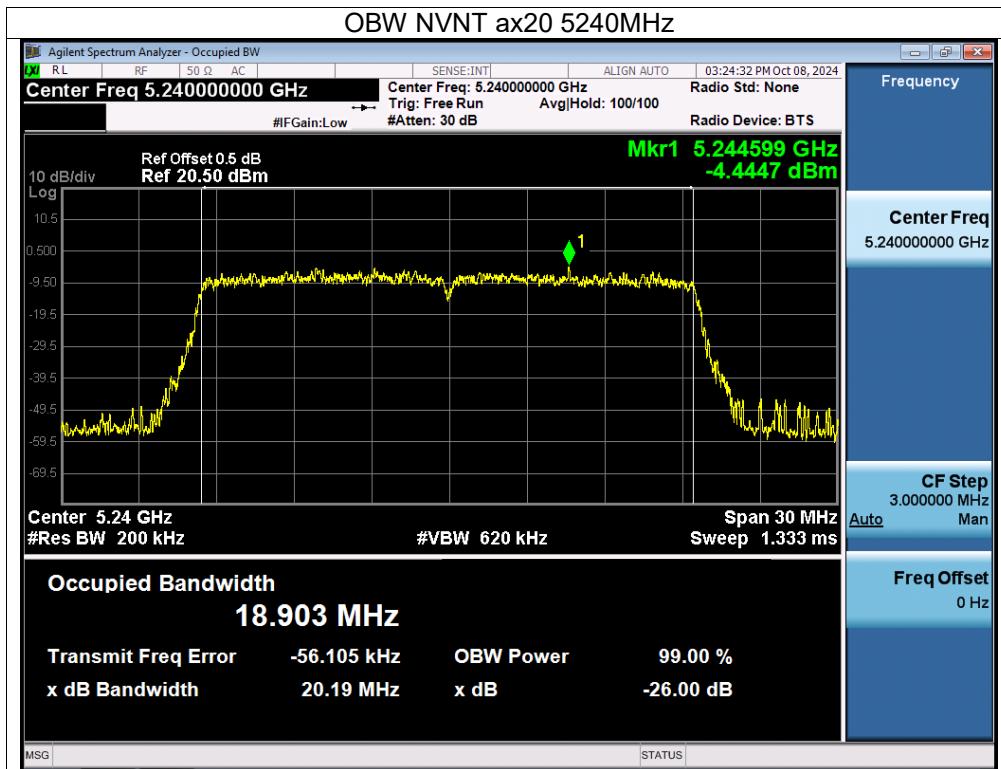 OBW NVNT ax20 5240MHz
Agilent Spectrum Analyzer - Occupied BW
LXI RL RF 50 Ω AC SENSE:INT ALIGN AUTO 03:24:32 PM Oct 08, 2024
Center Freq 5.240000000 GHz
Center Freq: 5.240000000 GHz
Radio Std: None
Trig: Free Run Avg|Hold: 100/100
#IFGain:Low #Atten: 30 dB Radio Device: BTS
Frequency
Mkr1 5.244599 GHz
-4.4447 dBm
Ref Offset 0.5 dB
10 dB/div Ref 20.50 dBm
Log
10.5
0.500
-9.50
-19.5
-29.5
-39.5
-49.5
-59.5
-69.5
1
Center Freq
5.240000000 GHz
CF Step
3.000000 MHz
Auto Man
Freq Offset
0 Hz
Center 5.24 GHz Span 30 MHz
#Res BW 200 kHz #VBW 620 kHz Sweep 1.333 ms
Occupied Bandwidth
18.903 MHz
Transmit Freq Error -56.105 kHz OBW Power 99.00 %
x dB Bandwidth 20.19 MHz x dB -26.00 dB
MSG STATUS